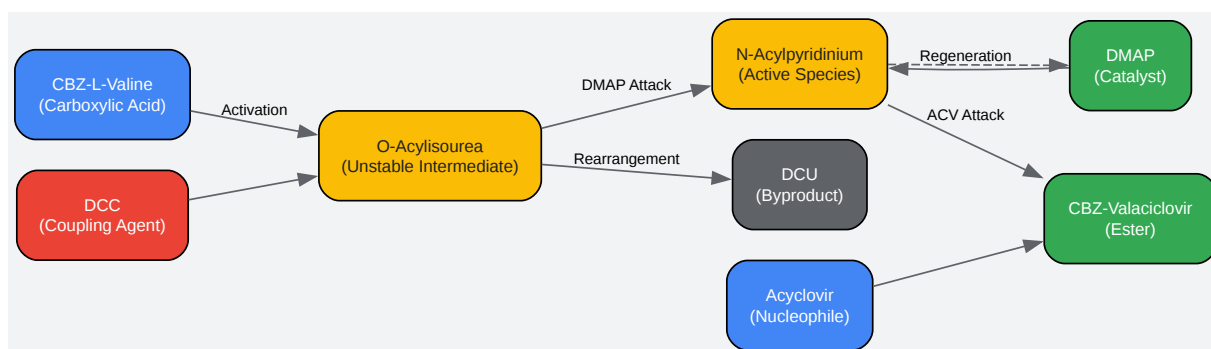 CBZ-L-Valine
(Carboxylic Acid)
Activation
DCC
(Coupling Agent)
O-Acylisourea
(Unstable Intermediate)
DMAP Attack
Rearrangement
N-Acylpyridinium
(Active Species)
Regeneration
DMAP
(Catalyst)
ACV Attack
DCU
(Byproduct)
CBZ-Valaciclovir
(Ester)
Acyclovir
(Nucleophile)